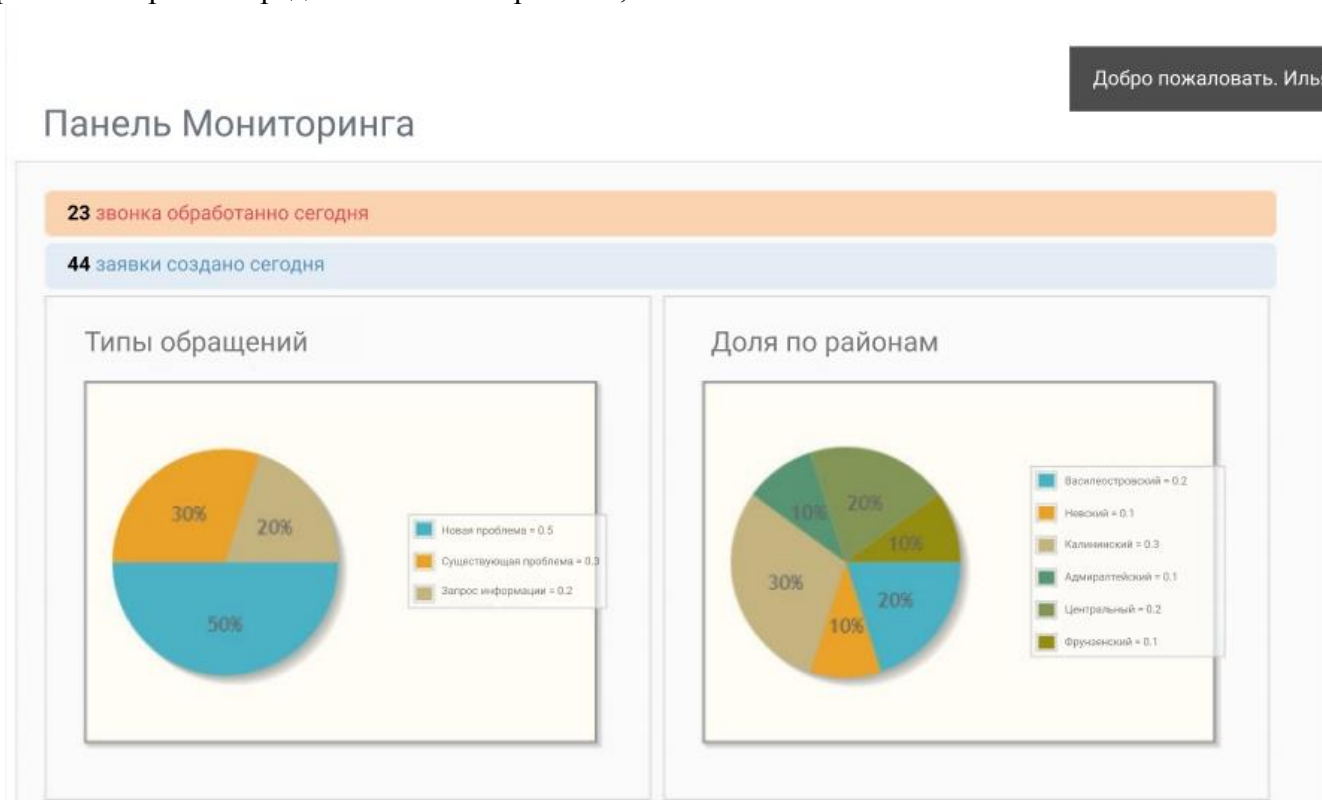 Добро пожаловать. Иль
Панель Мониторинга
23 звонка обработанно сегодня
44 заявки создано сегодня
Типы обращений
30%
20%
50%
Новая проблема = 0.5
Существующая проблема = 0.3
Запрос информации = 0.2
Доля по районам
10%
20%
10%
30%
20%
10%
Василеостровский = 0.2
Невский = 0.1
Калининский = 0.3
Адмиралтейский = 0.1
Центральный = 0.2
Фрунзенский = 0.1